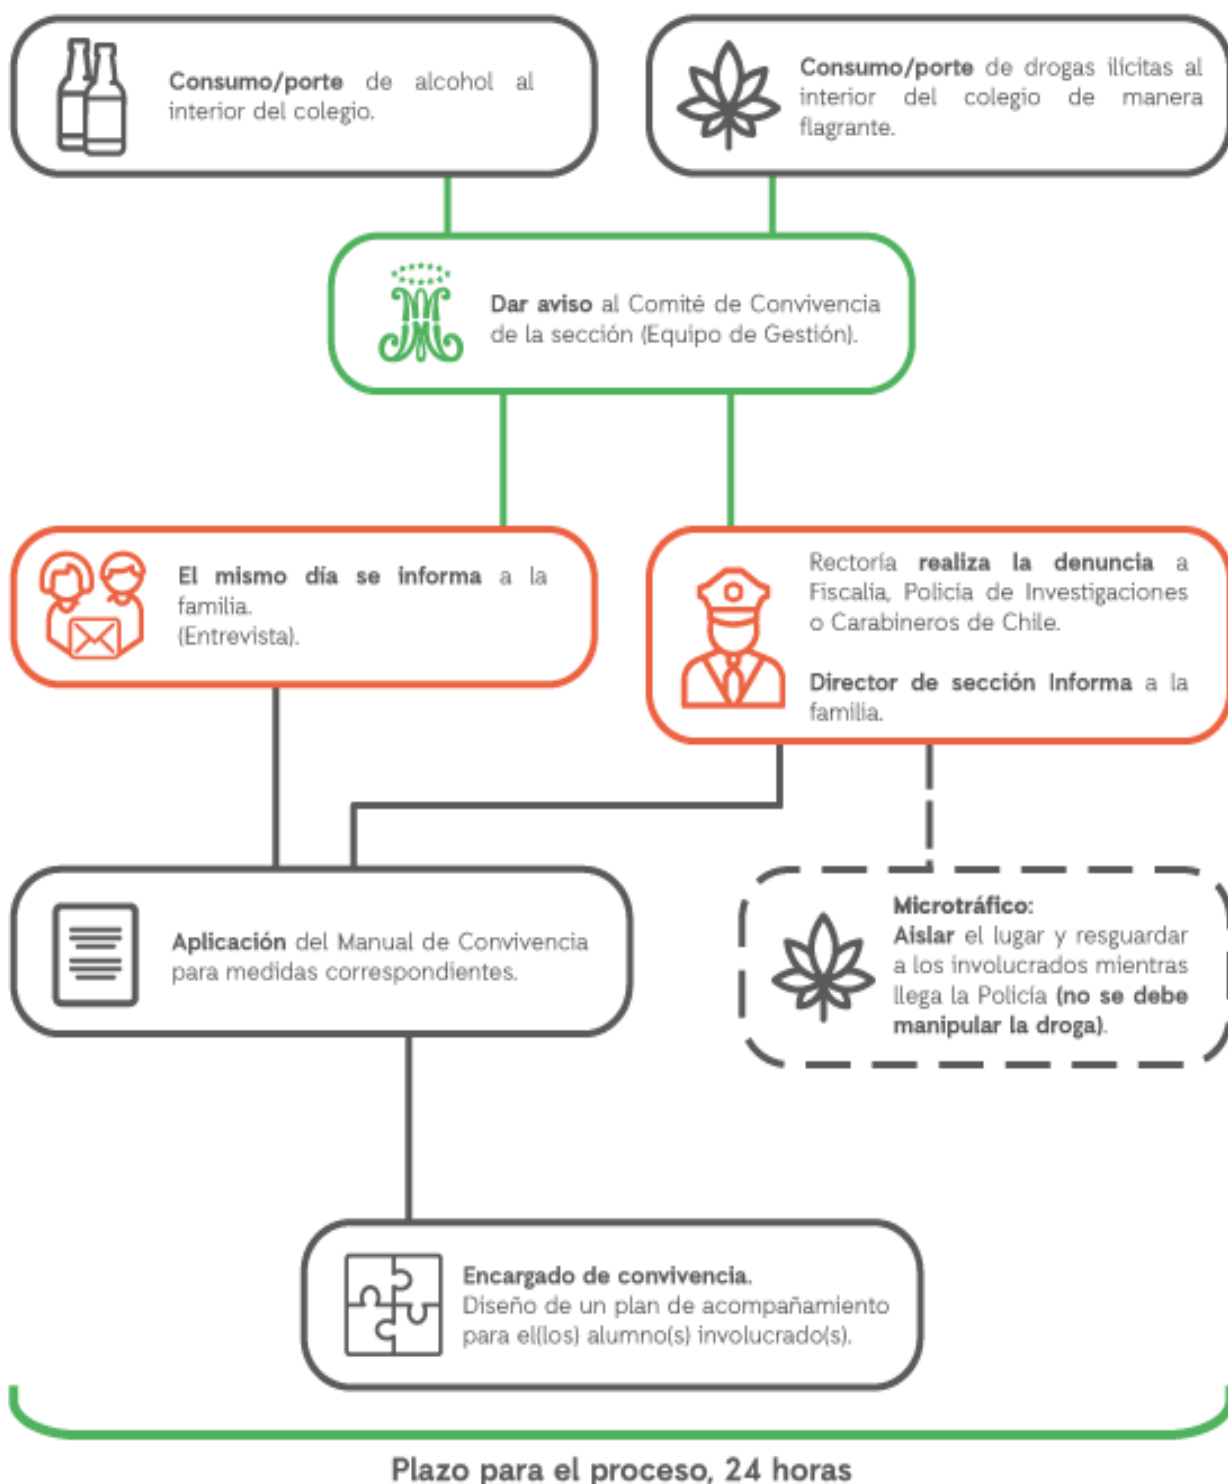 Consumo/porte de alcohol al
interior del colegio.
Consumo/porte de drogas ilícitas al
interior del colegio de manera
flagrante.
Dar aviso al Comité de Convivencia
de la sección (Equipo de Gestión).
El mismo día se informa a la
familia.
(Entrevista).
Rectoría realiza la denuncia a
Fiscalía, Policía de Investigaciones
o Carabineros de Chile.
Director de sección Informa a la
familia.
Aplicación del Manual de Convivencia
para medidas correspondientes.
Microtráfico:
Aislar el lugar y resguardar
a los involucrados mientras
llega la Policía (no se debe
manipular la droga).
Encargado de convivencia.
Diseño de un plan de acompañamiento
para el(los) alumno(s) involucrado(s).
Plazo para el proceso, 24 horas